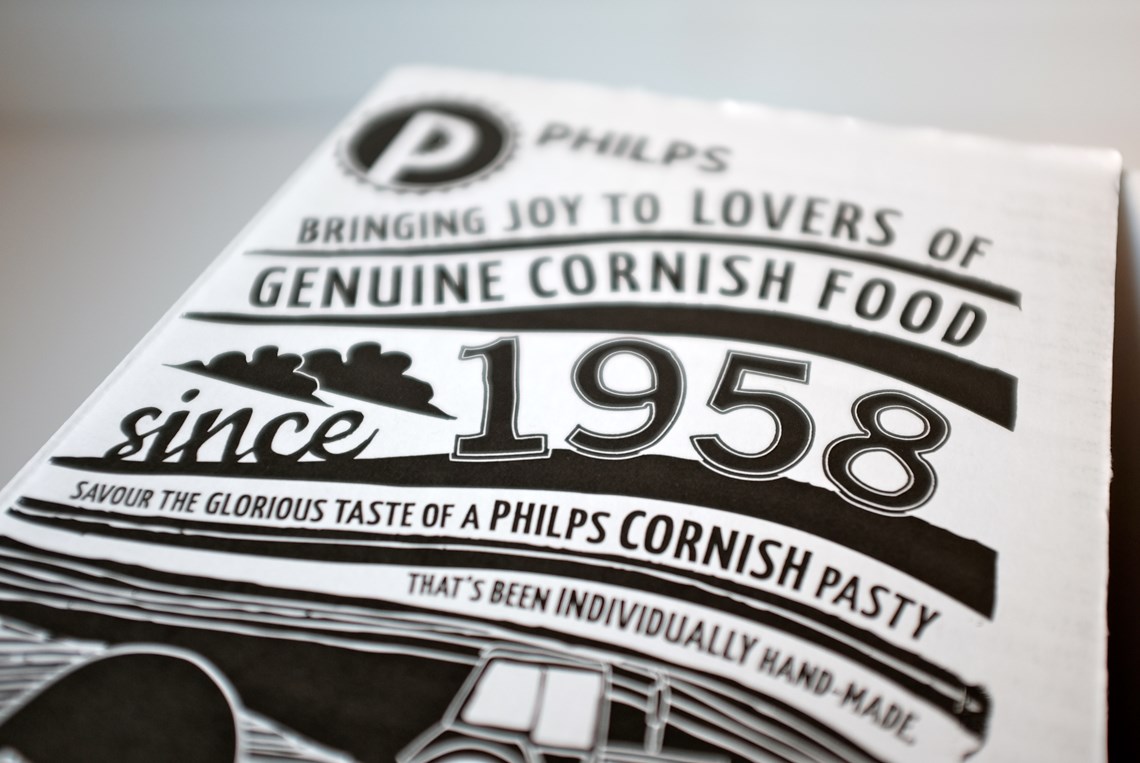 P PHILPS
BRINGING JOY TO LOVERS OF
GENUINE CORNISH FOOD
since 1958
SAVOUR THE GLORIOUS TASTE OF A PHILPS CORNISH PASTY
THAT'S BEEN INDIVIDUALLY HAND-MADE.